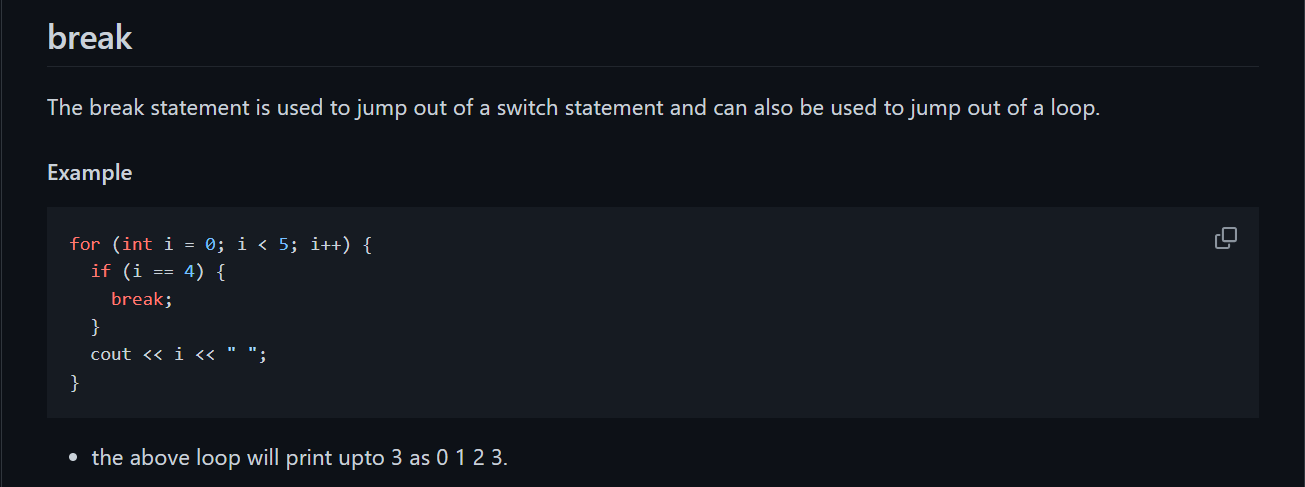 break
The break statement is used to jump out of a switch statement and can also be used to jump out of a loop.
Example
for (int i = 0; i < 5; i++) {
  if (i == 4) {
    break;
  }
  cout << i << " ";
}
• the above loop will print upto 3 as 0 1 2 3.